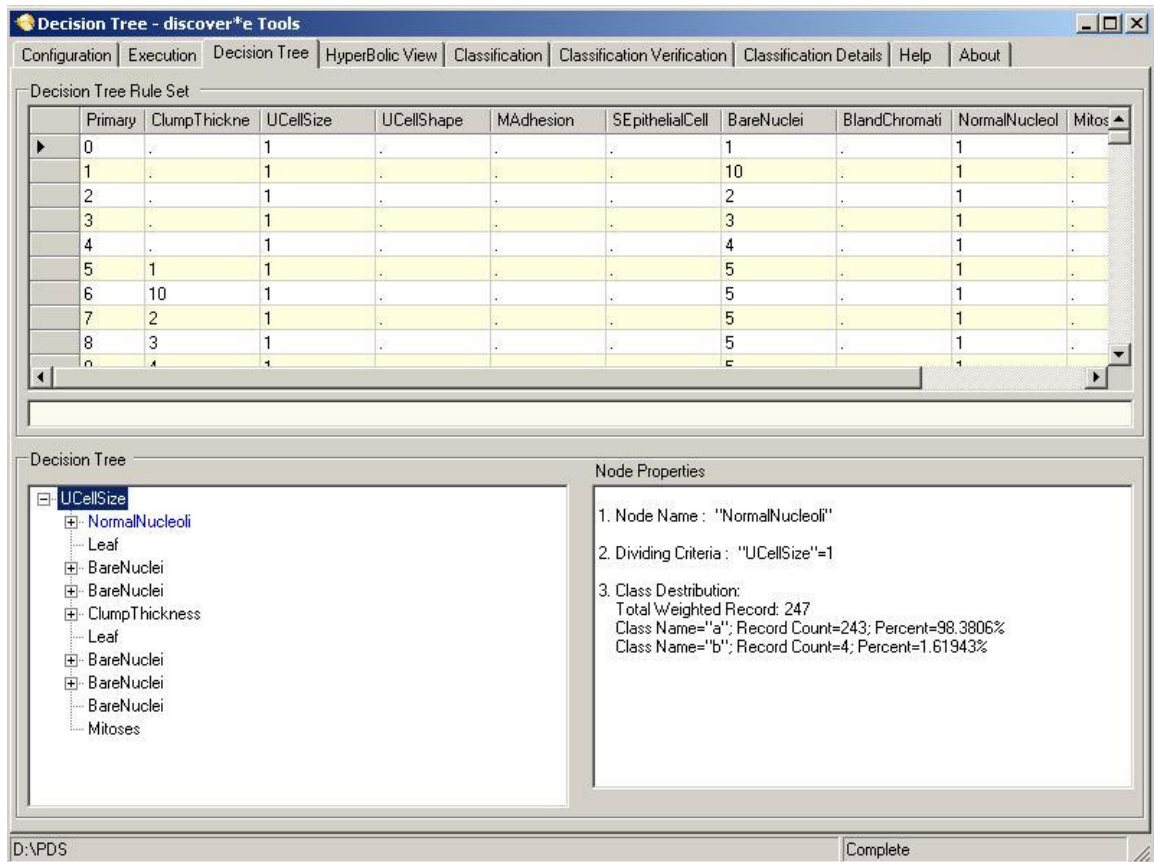 Decision Tree - discover*e Tools
Configuration Execution Decision Tree HyperBolic View Classification Classification Verification Classification Details Help About
Decision Tree Rule Set
Primary ClumpThickne UCellSize UCellShape MAdhesion SEpithelialCell BareNuclei BlandChromati NormalNucleol Mitos
0 . 1 . . . 1 . 1 .
1 . 1 . . . 10 . 1 .
2 . 1 . . . 2 . 1 .
3 . 1 . . . 3 . 1 .
4 . 1 . . . 4 . 1 .
5 1 1 . . . 5 . 1 .
6 10 1 . . . 5 . 1 .
7 2 1 . . . 5 . 1 .
8 3 1 . . . 5 . 1 .
9 4 1 5 1
Decision Tree
UCellSize
NormalNucleoli
Leaf
BareNuclei
BareNuclei
ClumpThickness
Leaf
BareNuclei
BareNuclei
BareNuclei
Mitoses
Node Properties
1. Node Name : "NormalNucleoli"
2. Dividing Criteria : "UCellSize"=1
3. Class Destribution:
Total Weighted Record: 247
Class Name="a"; Record Count=243; Percent=98.3806%
Class Name="b"; Record Count=4; Percent=1.61943%
D:\PDS Complete